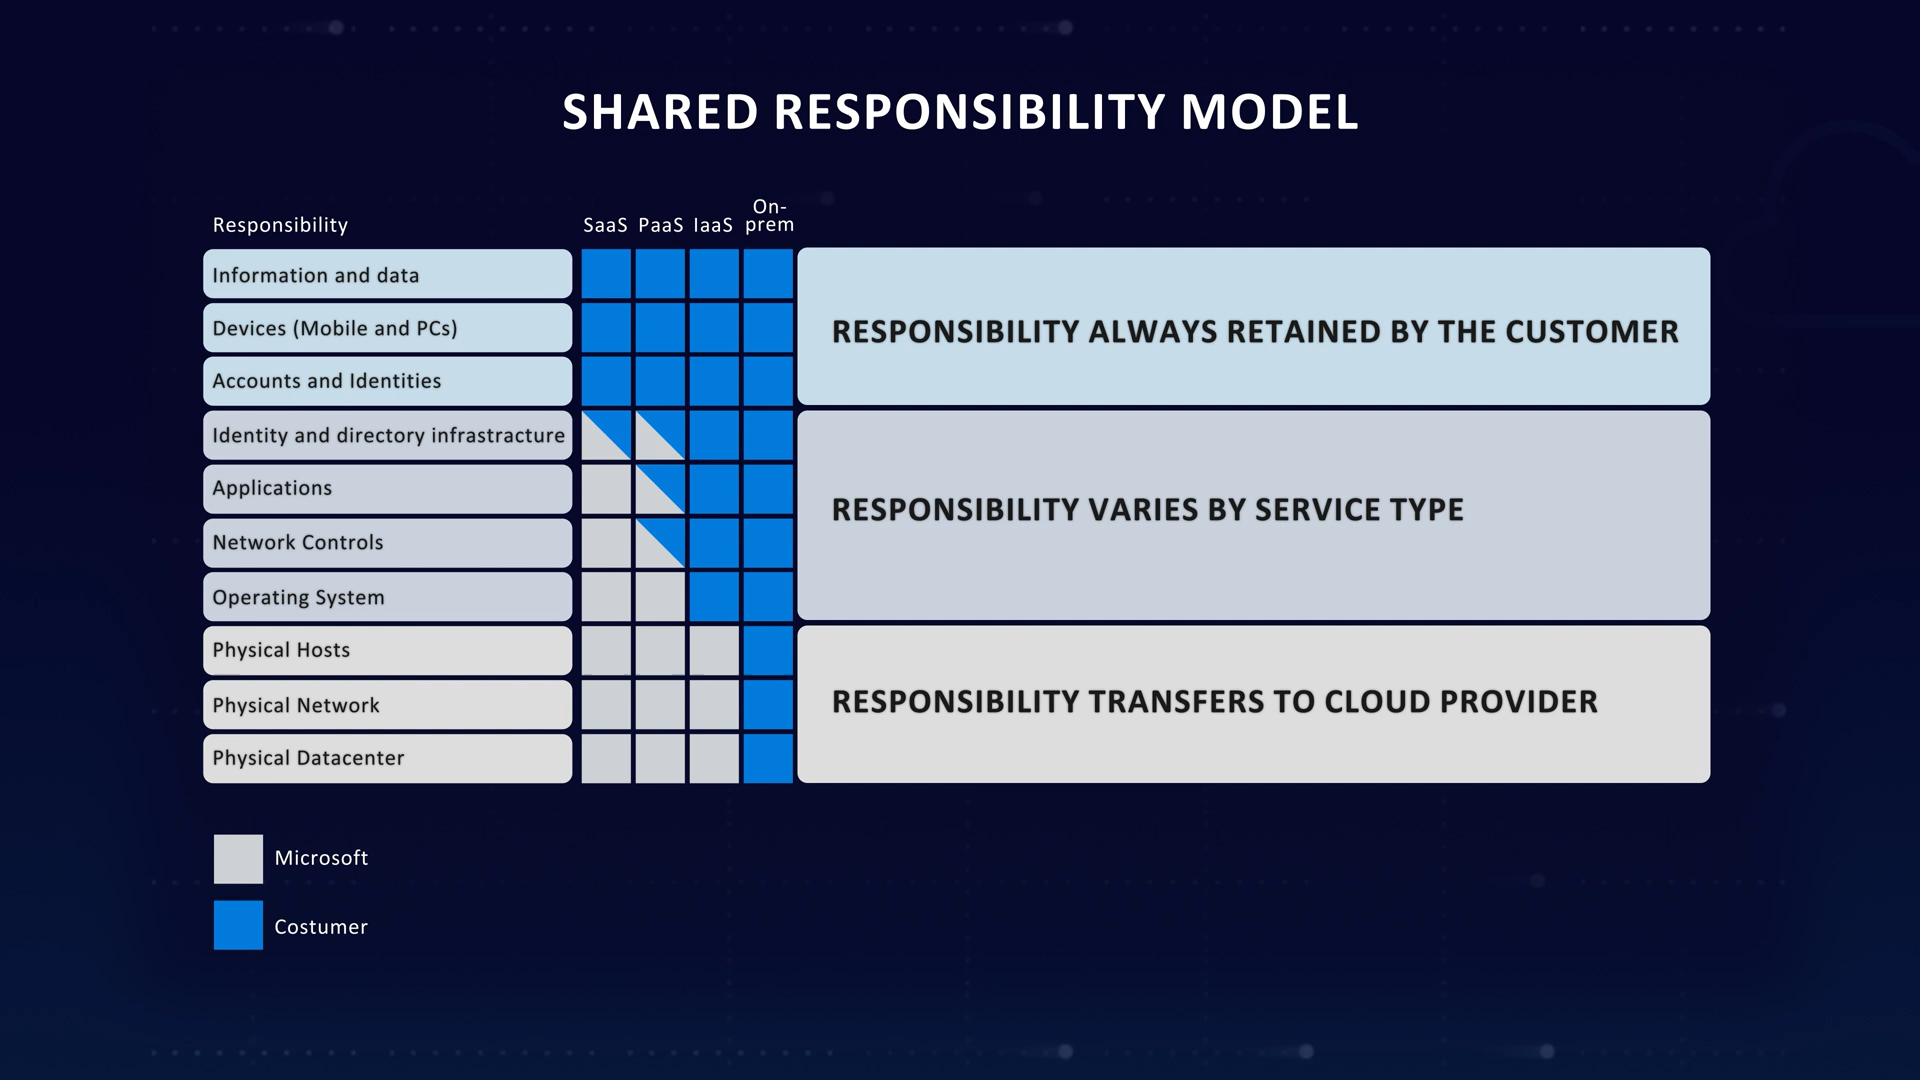 SHARED RESPONSIBILITY MODEL
Responsibility SaaS PaaS IaaS On-prem
Information and data
Devices (Mobile and PCs)
Accounts and Identities
RESPONSIBILITY ALWAYS RETAINED BY THE CUSTOMER
Identity and directory infrastracture
Applications
Network Controls
Operating System
RESPONSIBILITY VARIES BY SERVICE TYPE
Physical Hosts
Physical Network
Physical Datacenter
RESPONSIBILITY TRANSFERS TO CLOUD PROVIDER
Microsoft
Costumer